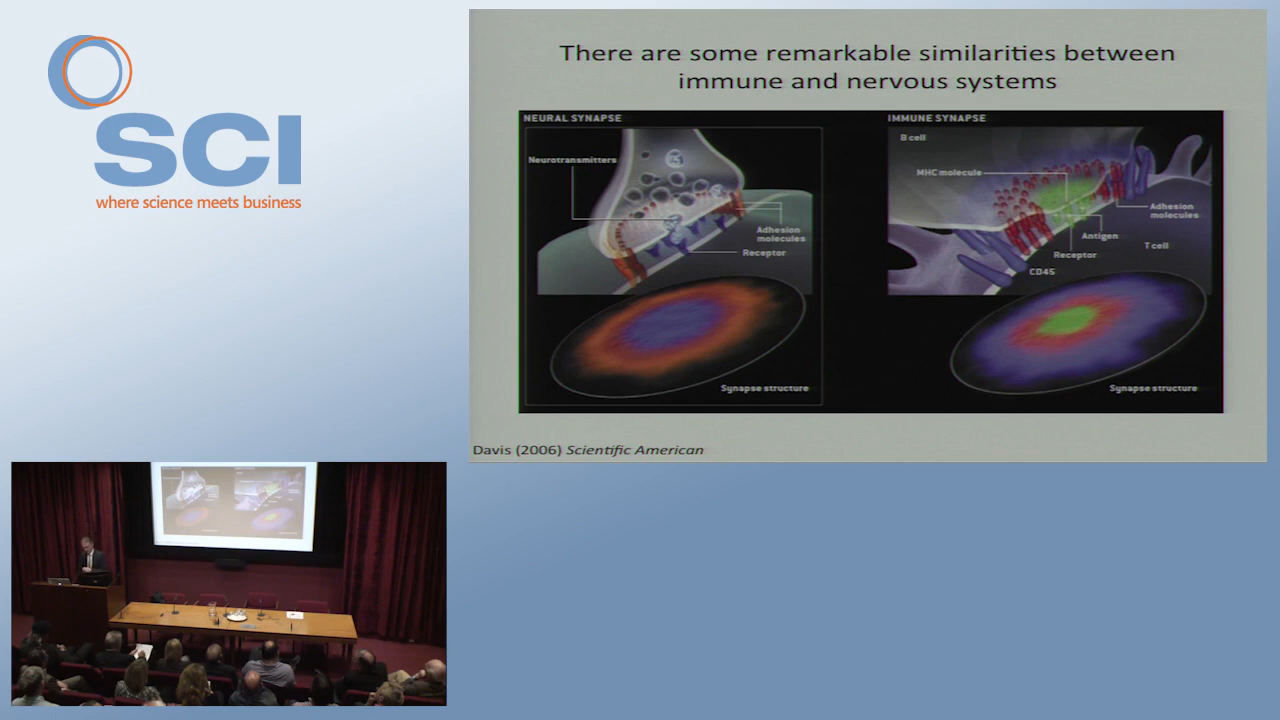 SCI
where science meets business
There are some remarkable similarities between
immune and nervous systems
NEURAL SYNAPSE
Neurotransmitters
Adhesion
molecules
Receptor
Synapse structure
IMMUNE SYNAPSE
B cell
MHC molecule
Adhesion
molecules
Antigen
T cell
Receptor
CD45
Synapse structure
Davis (2006) Scientific American